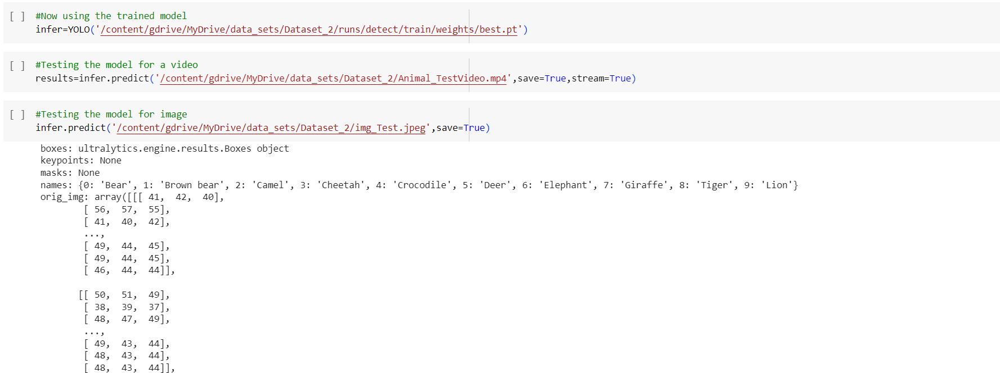 [ ] #Now using the trained model
infer=YOLO('/content/gdrive/MyDrive/data_sets/Dataset_2/runs/detect/train/weights/best.pt')
[ ] #Testing the model for a video
results=infer.predict('/content/gdrive/MyDrive/data_sets/Dataset_2/Animal_TestVideo.mp4',save=True,stream=True)
[ ] #Testing the model for image
infer.predict('/content/gdrive/MyDrive/data_sets/Dataset_2/img_Test.jpeg',save=True)
boxes: ultralytics.engine.results.Boxes object
keypoints: None
masks: None
names: {0: 'Bear', 1: 'Brown bear', 2: 'Camel', 3: 'Cheetah', 4: 'Crocodile', 5: 'Deer', 6: 'Elephant', 7: 'Giraffe', 8: 'Tiger', 9: 'Lion'}
orig_img: array([[[ 41, 42, 40],
[ 56, 57, 55],
[ 41, 40, 42],
...,
[ 49, 44, 45],
[ 49, 44, 45],
[ 46, 44, 44]],
[[ 50, 51, 49],
[ 38, 39, 37],
[ 48, 47, 49],
...,
[ 49, 43, 44],
[ 48, 43, 44],
[ 48, 43, 44]],